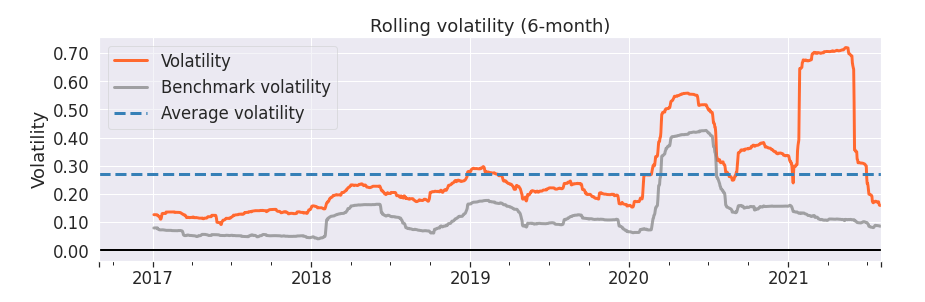 Rolling volatility (6-month)
Volatility
0.70
0.60
0.50
0.40
0.30
0.20
0.10
0.00
Volatility
Benchmark volatility
Average volatility
2017 2018 2019 2020 2021